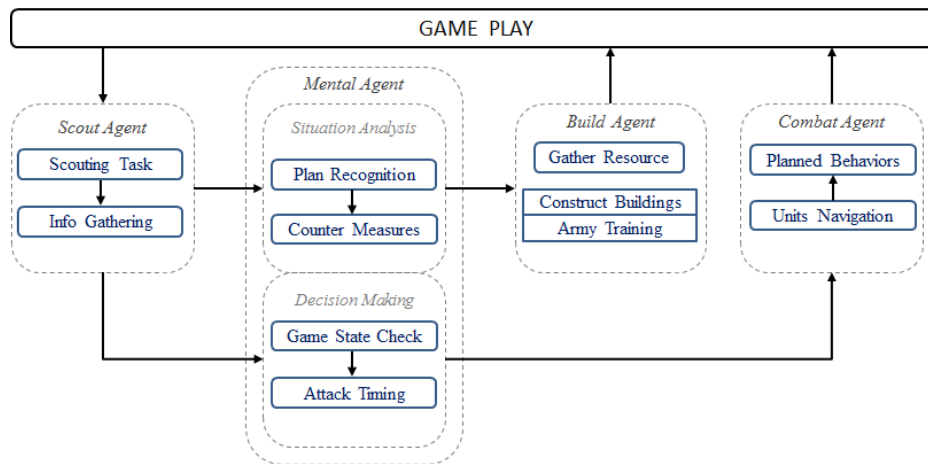 GAME PLAY
Scout Agent
Scouting Task
Info Gathering
Mental Agent
Situation Analysis
Plan Recognition
Counter Measures
Decision Making
Game State Check
Attack Timing
Build Agent
Gather Resource
Construct Buildings
Army Training
Combat Agent
Planned Behaviors
Units Navigation